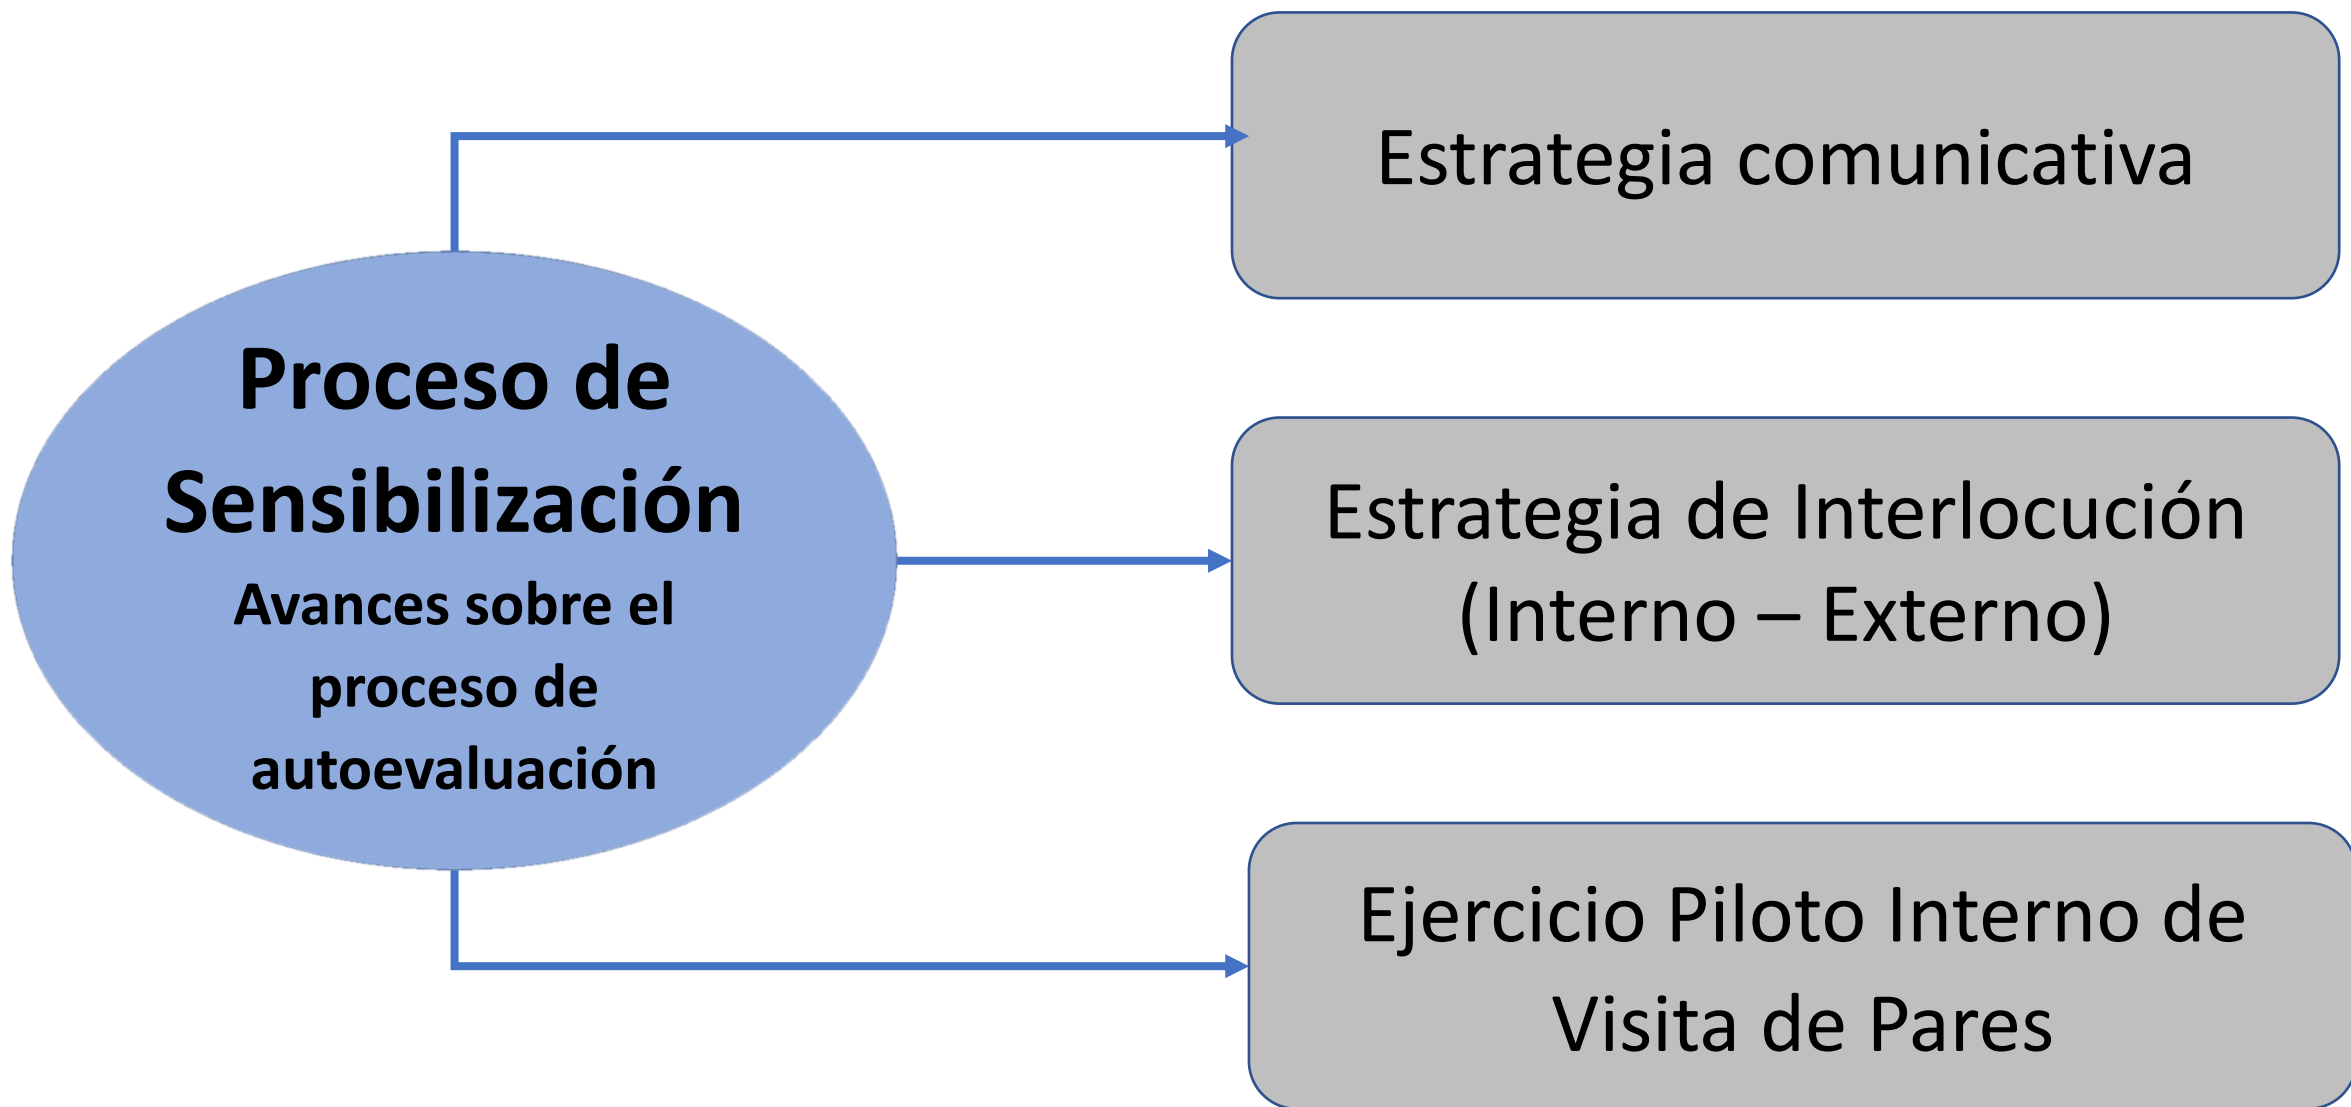 Proceso de
Sensibilización
Avances sobre el
proceso de
autoevaluación
Estrategia comunicativa
Estrategia de Interlocución
(Interno – Externo)
Ejercicio Piloto Interno de
Visita de Pares